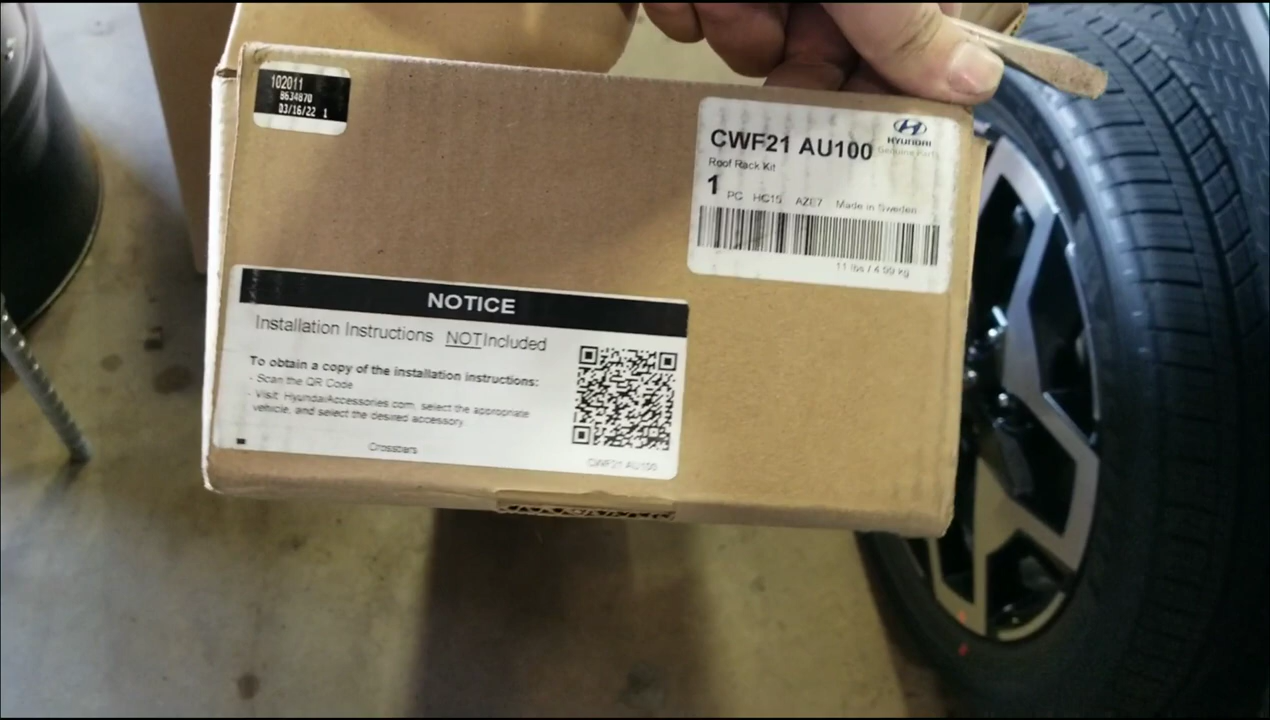 102011
8634870
03/16/22 1
HYUNDAI
Genuine Parts
CWF21 AU100
Roof Rack Kit
1 PC HC15 AZE7 Made in Sweden
11 lbs / 4.99 kg
NOTICE
Installation Instructions NOT Included
To obtain a copy of the installation instructions:
- Scan the QR Code
- Visit HyundaiAccessories.com, select the appropriate
vehicle, and select the desired accessory.
Crossbars
CWF21 AU100